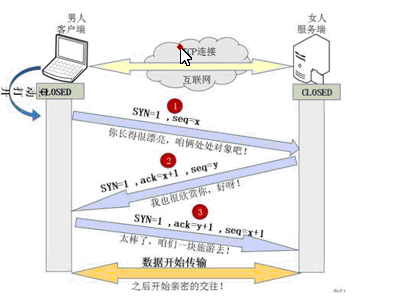 男人
客户端
女人
服务端
TCP连接
互联网
主动打开
CLOSED
CLOSED
1
SYN=1 ,seq=x
你长得很漂亮，咱俩处处对象吧！
2
SYN=1 ,ack=x+1 ,seq=y
我也很欣赏你，好呀！
3
SYN=1 ,ack=y+1 ,seq=x+1
太棒了，咱们一块旅游去！
数据开始传输
之后开始亲密的交往！